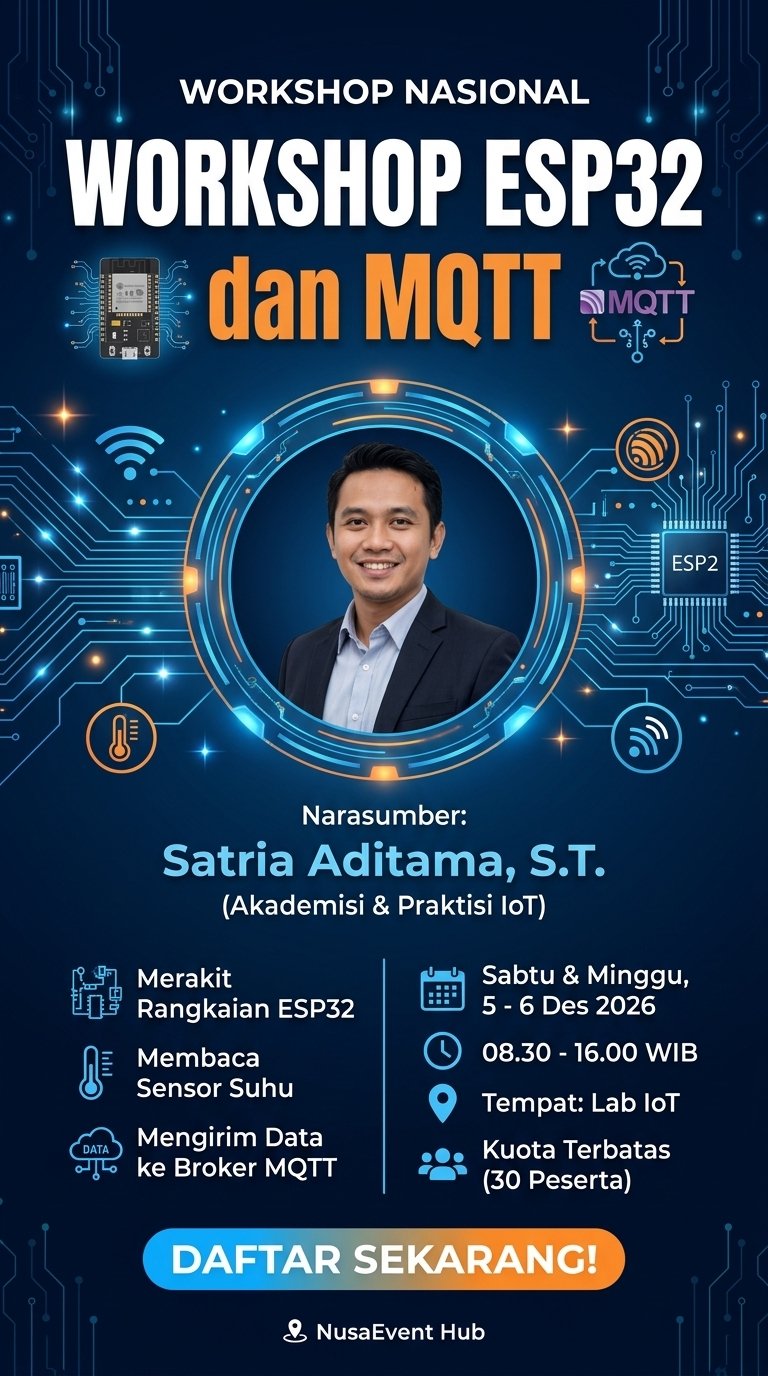 WORKSHOP NASIONAL
WORKSHOP ESP32
dan MQTT
MQTT
ESP2
Narasumber:
Satria Aditama, S.T.
(Akademisi & Praktisi IoT)
Merakit
Rangkaian ESP32
Membaca
Sensor Suhu
DATA
Mengirim Data
ke Broker MQTT
Sabtu & Minggu,
5 - 6 Des 2026
08.30 - 16.00 WIB
Tempat: Lab IoT
Kuota Terbatas
(30 Peserta)
DAFTAR SEKARANG!
NusaEvent Hub